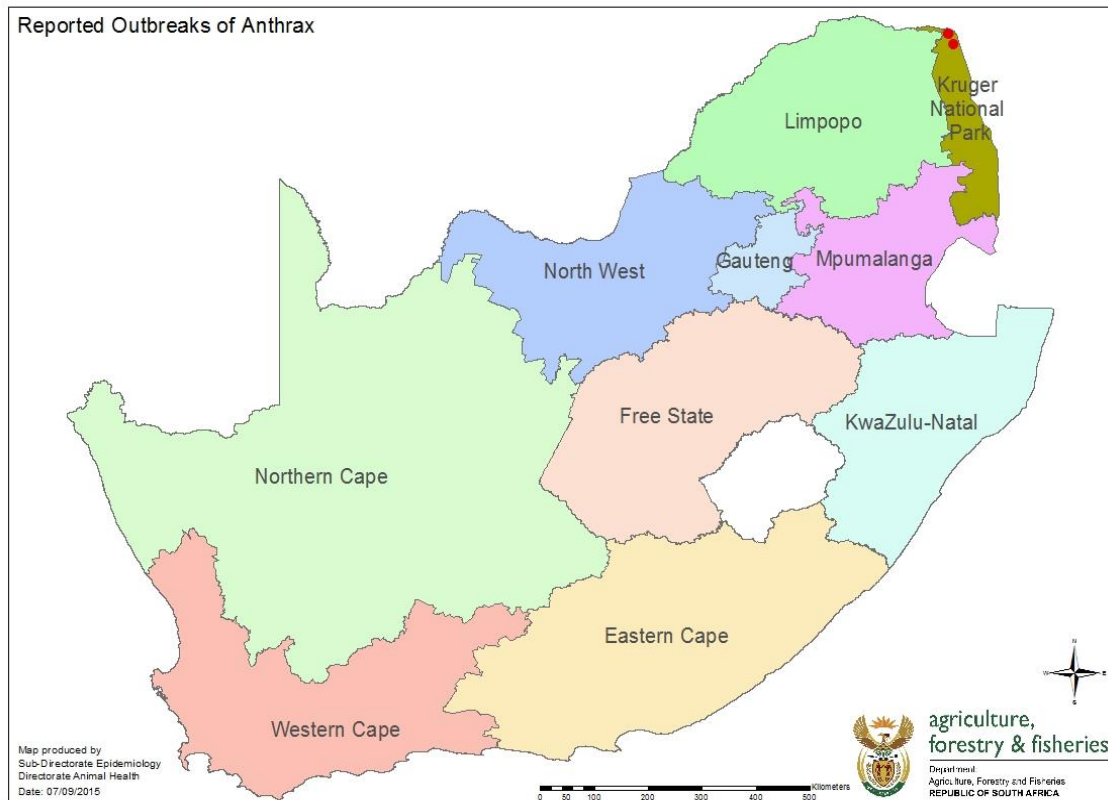 Reported Outbreaks of Anthrax
Kruger
National
Park
Limpopo
North West
Gauteng
Mpumalanga
Free State
KwaZulu-Natal
Northern Cape
Eastern Cape
Western Cape
N
W
E
S
Map produced by
Sub-Directorate Epidemiology
Directorate Animal Health
Date: 07/09/2015
Kilometers
0 50 100 200 300 400 500
agriculture,
forestry & fisheries
Department:
Agriculture, Forestry and Fisheries
REPUBLIC OF SOUTH AFRICA